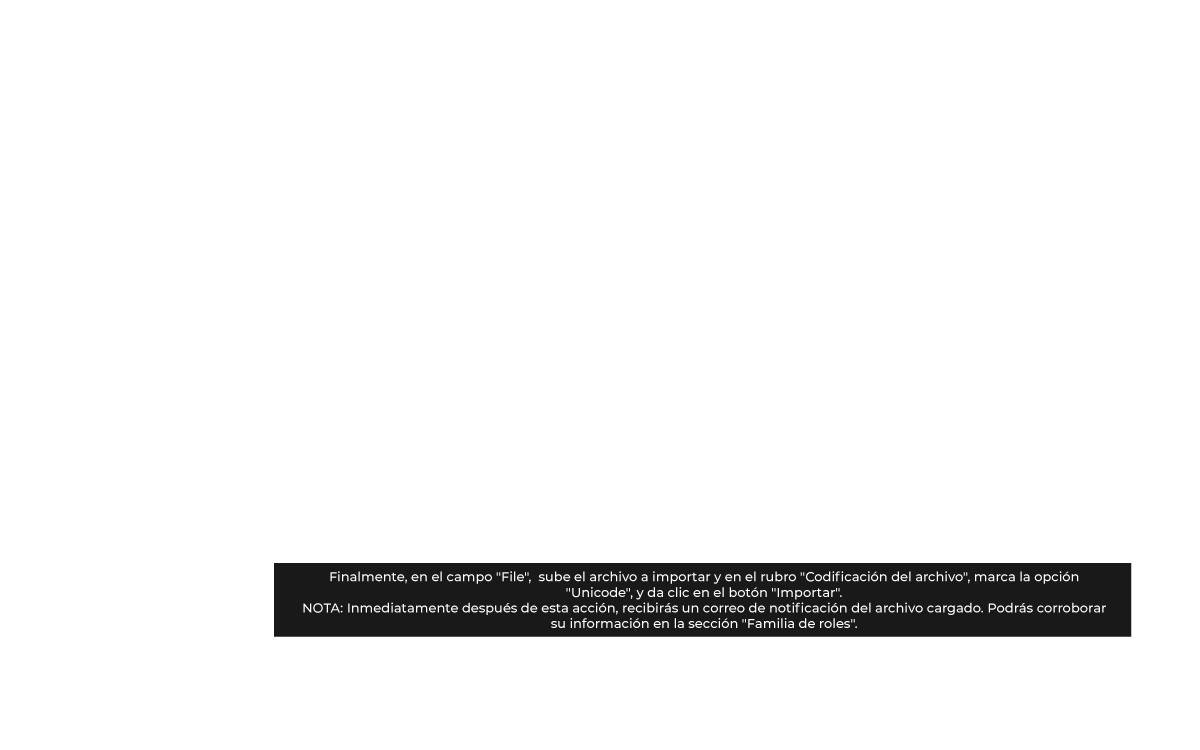 Finalmente, en el campo "File",  sube el archivo a importar y en el rubro "Codificación del archivo", marca la opción
"Unicode", y da clic en el botón "Importar".
NOTA: Inmediatamente después de esta acción, recibirás un correo de notificación del archivo cargado. Podrás corroborar
su información en la sección "Familia de roles".